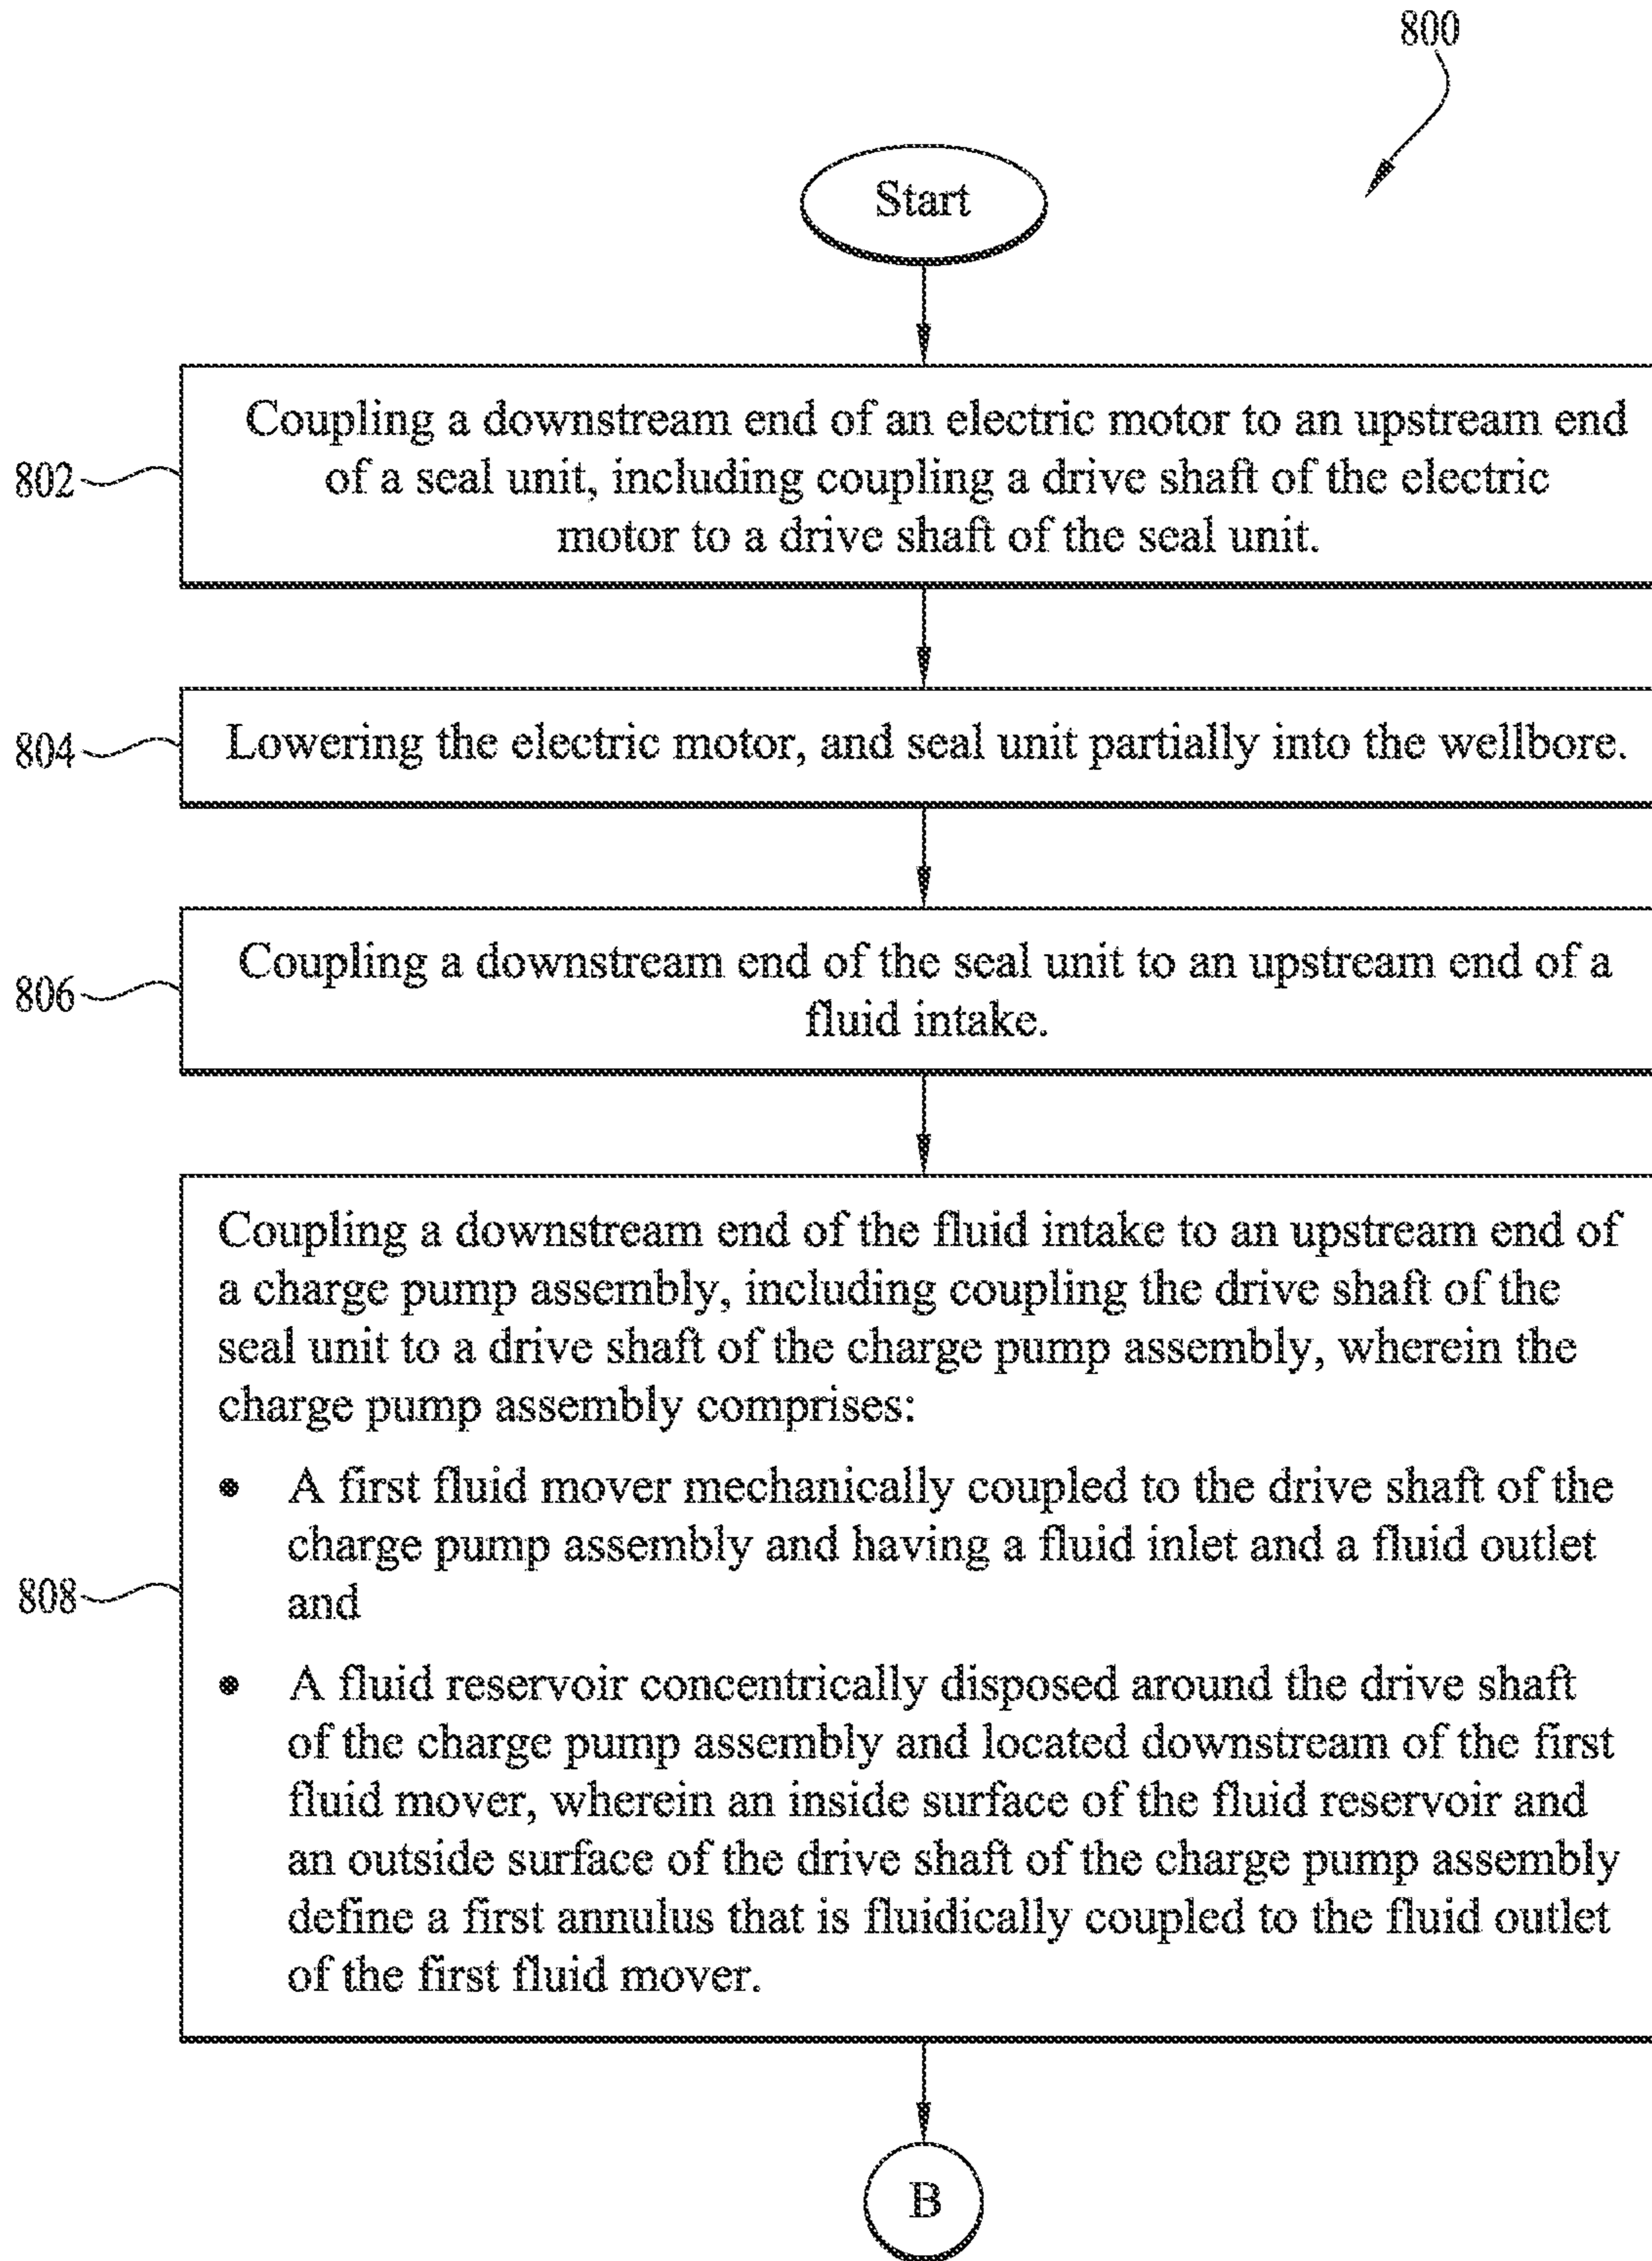 800
Start
802
Coupling a downstream end of an electric motor to an upstream end
of a seal unit, including coupling a drive shaft of the electric
motor to a drive shaft of the seal unit.
804
Lowering the electric motor, and seal unit partially into the wellbore.
806
Coupling a downstream end of the seal unit to an upstream end of a
fluid intake.
808
Coupling a downstream end of the fluid intake to an upstream end of
a charge pump assembly, including coupling the drive shaft of the
seal unit to a drive shaft of the charge pump assembly, wherein the
charge pump assembly comprises:
• A first fluid mover mechanically coupled to the drive shaft of the
charge pump assembly and having a fluid inlet and a fluid outlet
and
• A fluid reservoir concentrically disposed around the drive shaft
of the charge pump assembly and located downstream of the first
fluid mover, wherein an inside surface of the fluid reservoir and
an outside surface of the drive shaft of the charge pump assembly
define a first annulus that is fluidically coupled to the fluid outlet
of the first fluid mover.
B